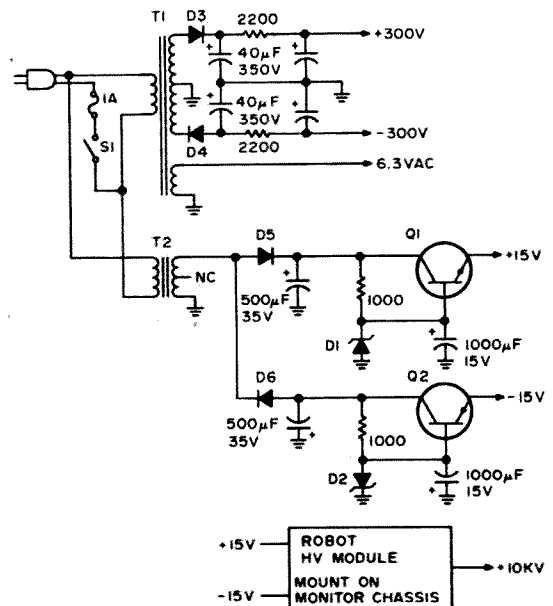 T1
D3
2200
+300V
+
+
40µF
350V
1A
40µF
350V
+
+
S1
D4
2200
-300V
6.3VAC
T2
D5
Q1
+15V
NC
+
500µF
35V
1000
D1
+
1000µF
15V
D6
Q2
-15V
500µF
35V
+
1000
D2
+
1000µF
15V
+15V
ROBOT
HV MODULE
+10KV
-15V
MOUNT ON
MONITOR CHASSIS